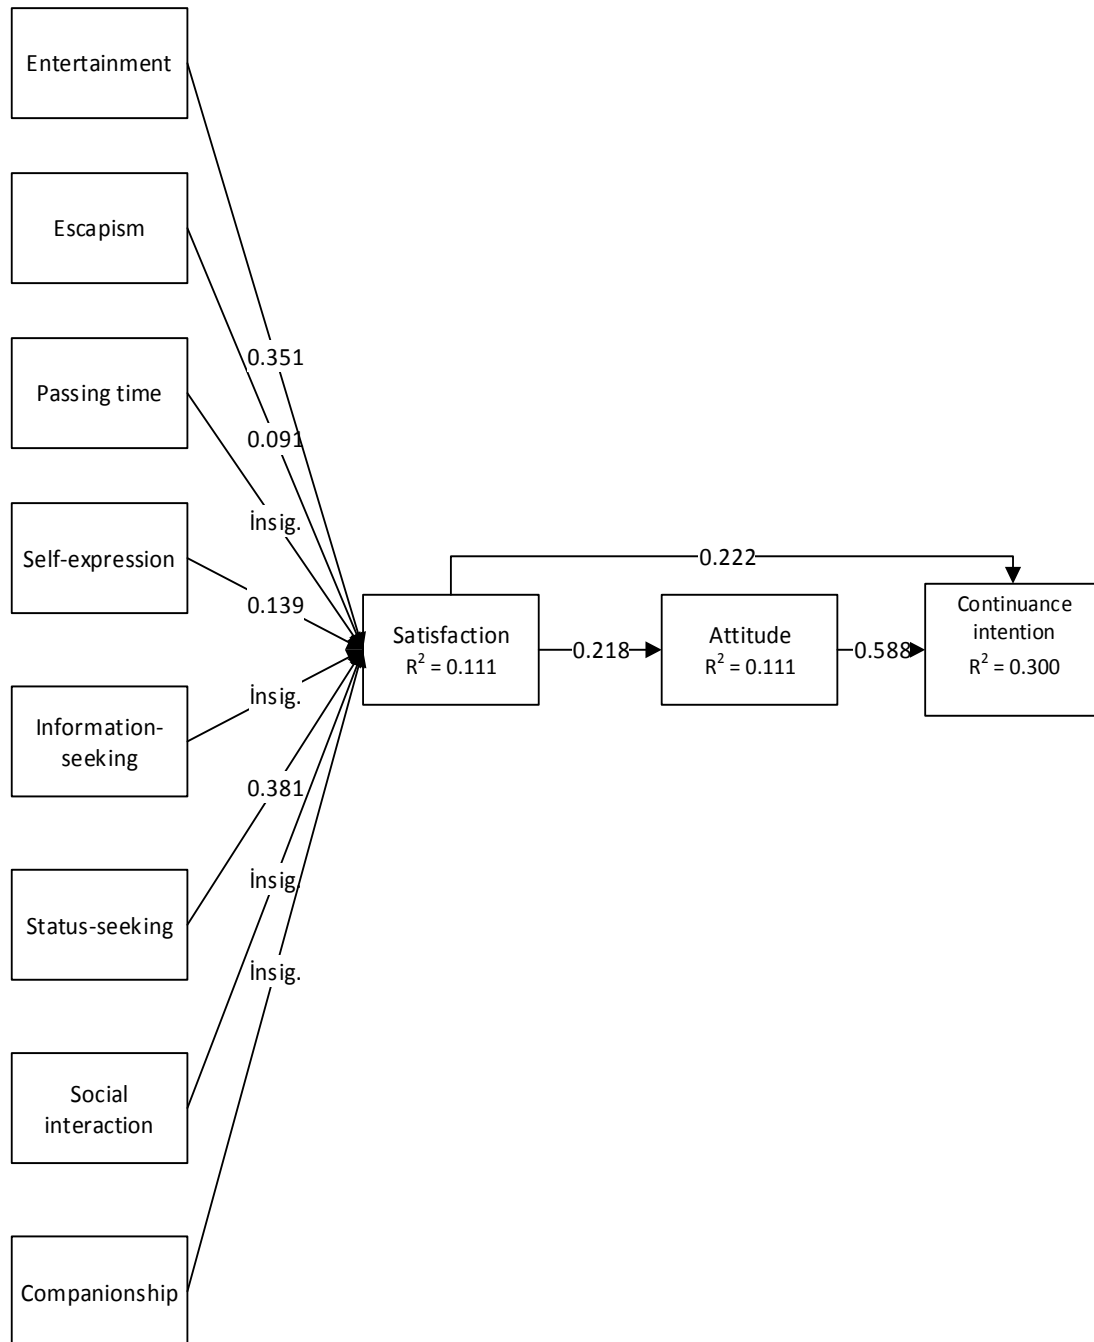 Entertainment
Escapism
0.351
Passing time
0.091
İnsig.
Self-expression
0.222
0.139
Continuance
intention
R² = 0.300
Satisfaction
R² = 0.111
0.218
Attitude
R² = 0.111
0.588
İnsig.
Information-
seeking
0.381
İnsig.
Status-seeking
İnsig.
Social
interaction
Companionship